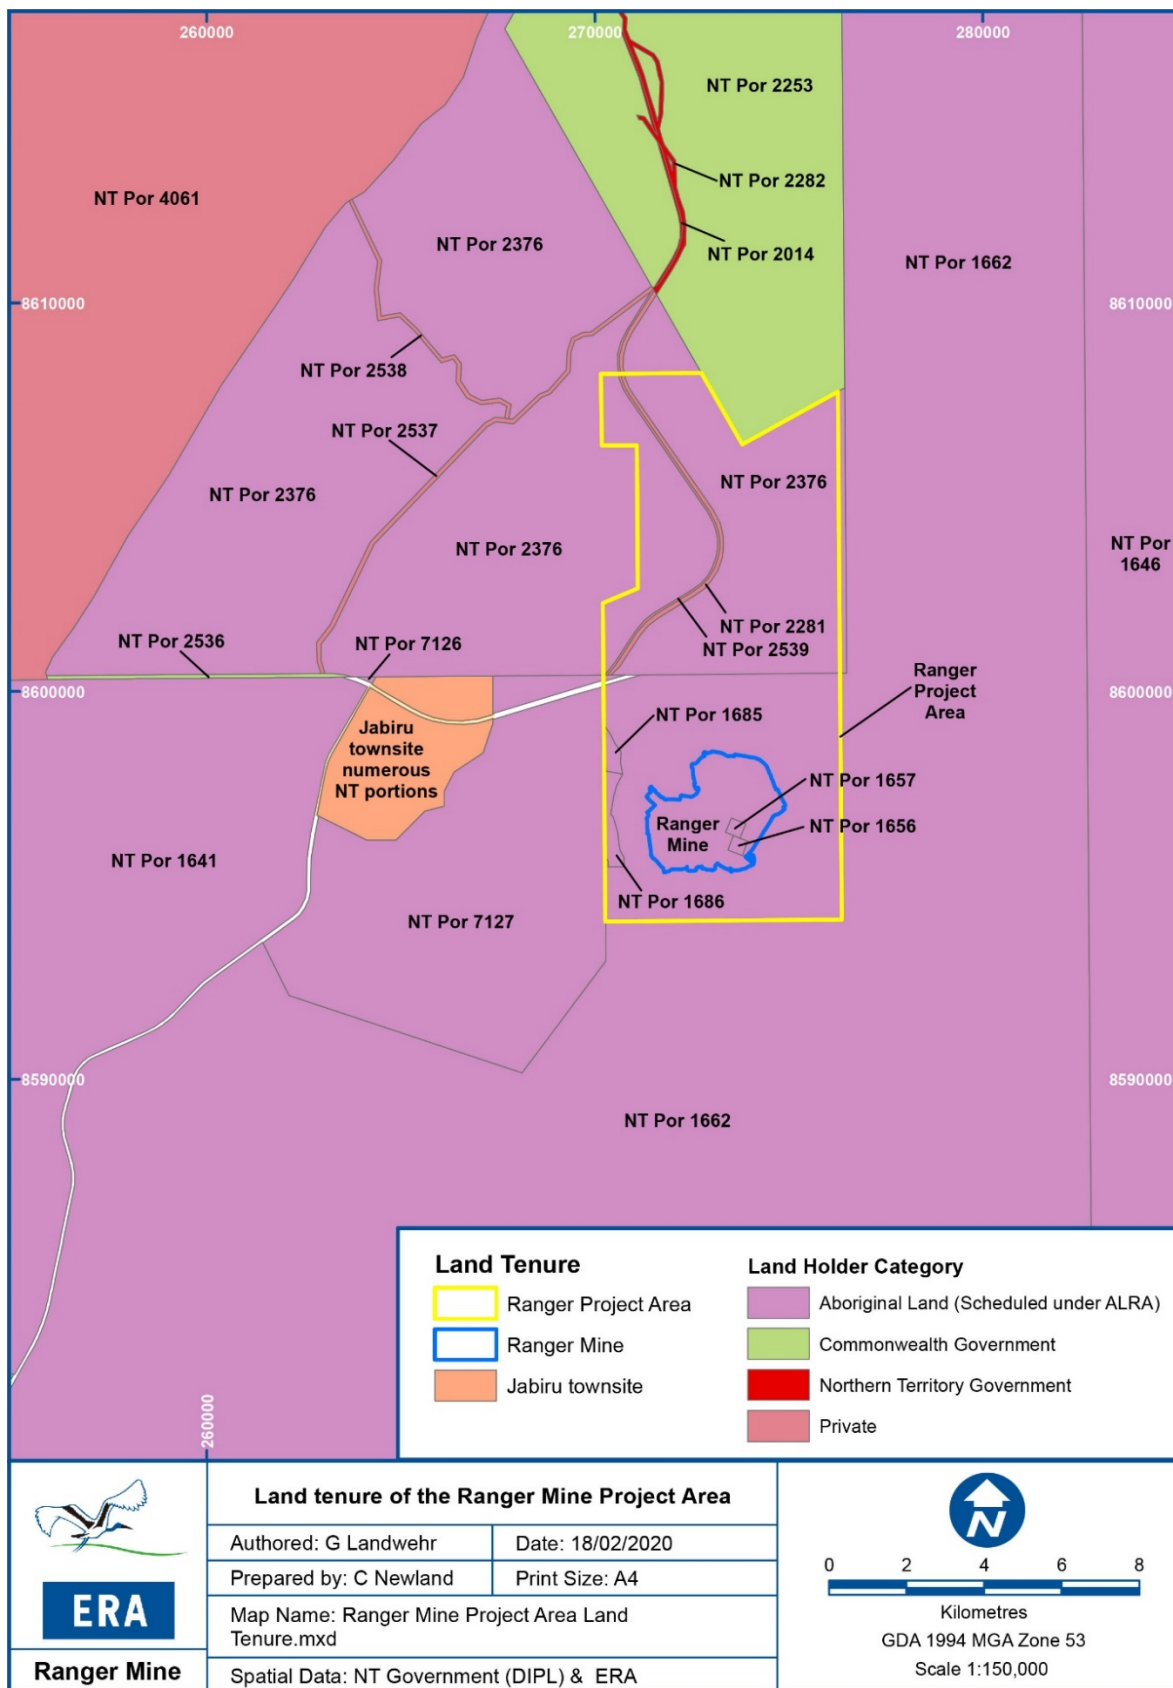 260000
270000
280000
NT Por 2253
NT Por 2282
NT Por 4061
NT Por 2376
NT Por 2014
NT Por 1662
8610000
8610000
NT Por 2538
NT Por 2537
NT Por 2376
NT Por 2376
NT Por 2376
NT Por
1646
NT Por 2281
NT Por 2536
NT Por 7126
NT Por 2539
Ranger
Project
Area
8600000
8600000
NT Por 1685
Jabiru
townsite
numerous
NT portions
NT Por 1657
NT Por 1656
Ranger
Mine
NT Por 1641
NT Por 1686
NT Por 7127
8590000
8590000
NT Por 1662
260000
Land Tenure
Ranger Project Area
Ranger Mine
Jabiru townsite
Land Holder Category
Aboriginal Land (Scheduled under ALRA)
Commonwealth Government
Northern Territory Government
Private
ERA
Ranger Mine
Land tenure of the Ranger Mine Project Area
Authored: G Landwehr
Date: 18/02/2020
Prepared by: C Newland
Print Size: A4
Map Name: Ranger Mine Project Area Land
Tenure.mxd
Spatial Data: NT Government (DIPL) & ERA
N
0 2 4 6 8
Kilometres
GDA 1994 MGA Zone 53
Scale 1:150,000